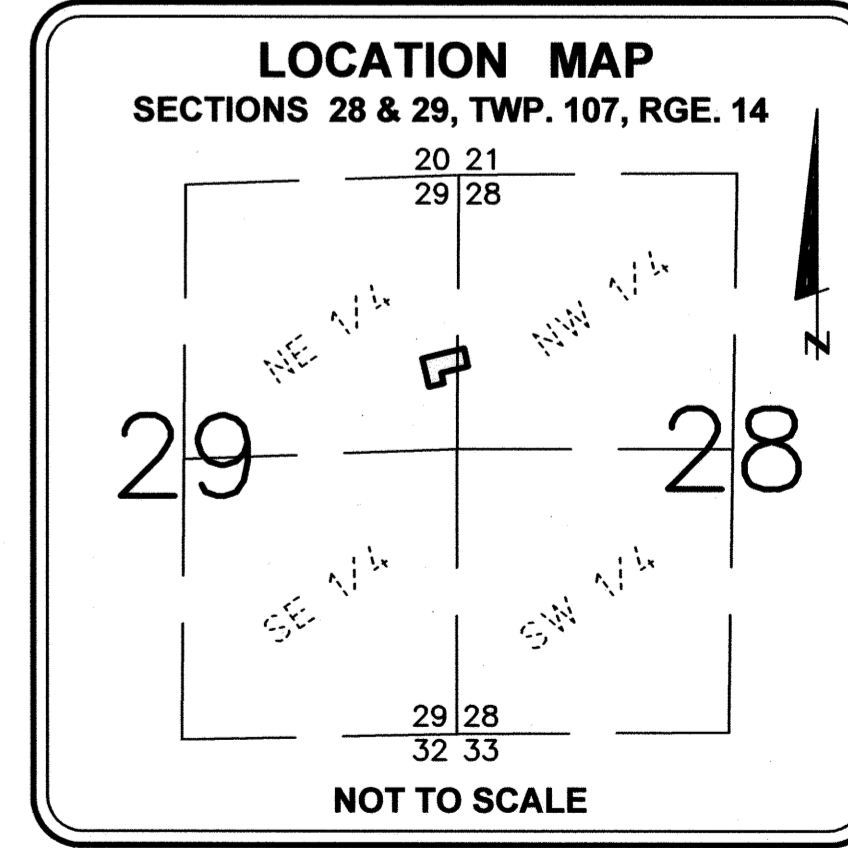 LOCATION MAP
SECTIONS 28 & 29, TWP. 107, RGE. 14
20 21
29 28
NE 1/4
NW 1/4
29
28
SE 1/4
SW 1/4
29 28
32 33
NOT TO SCALE
N